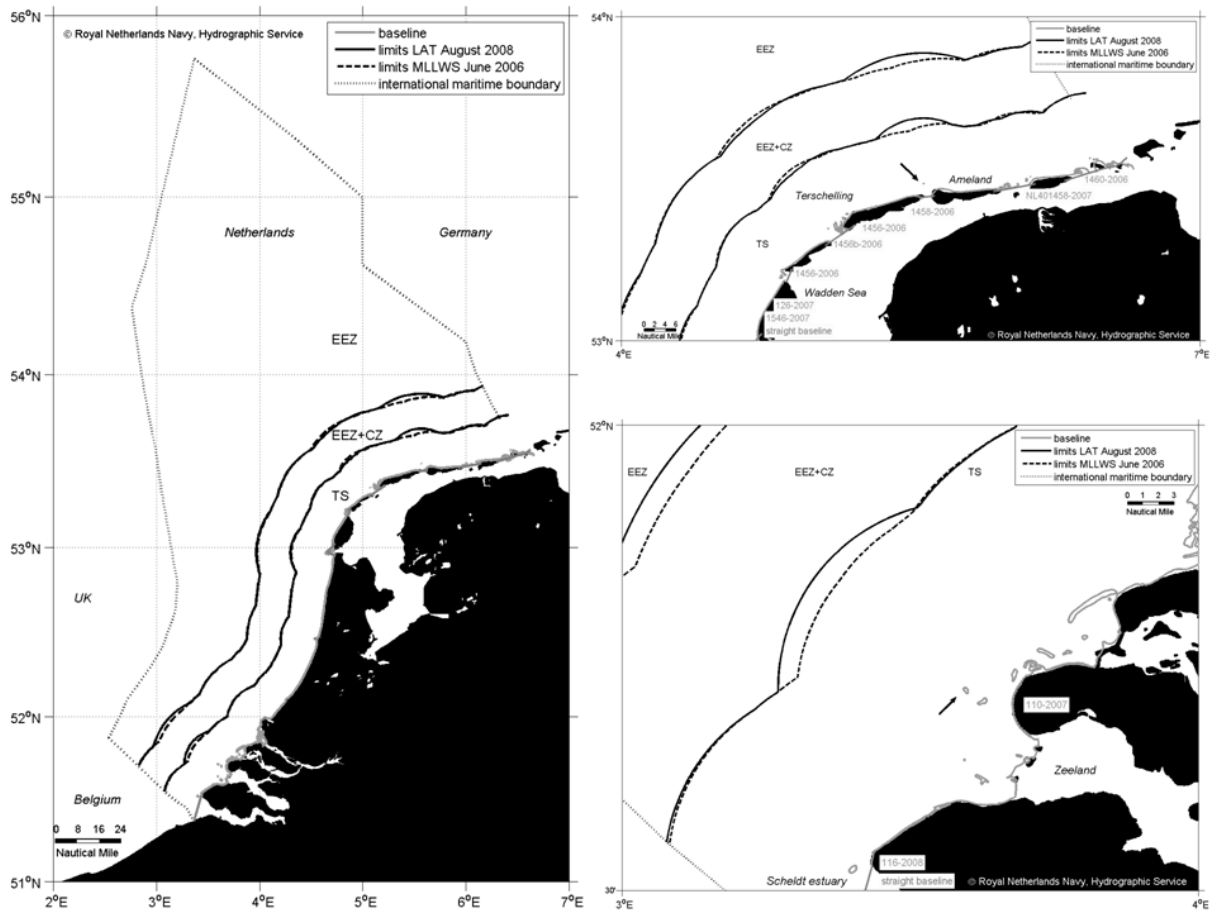 56°N
© Royal Netherlands Navy, Hydrographic Service
baseline
limits LAT August 2008
limits MLLWS June 2006
international maritime boundary
55°N
Netherlands
Germany
EEZ
54°N
EEZ+CZ
TS
53°N
UK
52°N
Belgium
0 8 16 24
Nautical Mile
51°N
2°E 3°E 4°E 5°E 6°E 7°E
54°N
EEZ
baseline
limits LAT August 2008
limits MLLWS June 2006
international maritime boundary
EEZ+CZ
Ameland
Terschelling
1460-2006
NL401458-2007
1458-2006
1456-2006
TS
1456b-2006
1456-2006
Wadden Sea
126-2007
1546-2007
straight baseline
0 2 4 6
Nautical Mile
© Royal Netherlands Navy, Hydrographic Service
53°N
4°E 7°E
52°N
EEZ
EEZ+CZ
TS
baseline
limits LAT August 2008
limits MLLWS June 2006
international maritime boundary
0 1 2 3
Nautical Mile
110-2007
Zeeland
116-2008
Scheldt estuary
straight baseline
© Royal Netherlands Navy, Hydrographic Service
30'
3°E 4°E